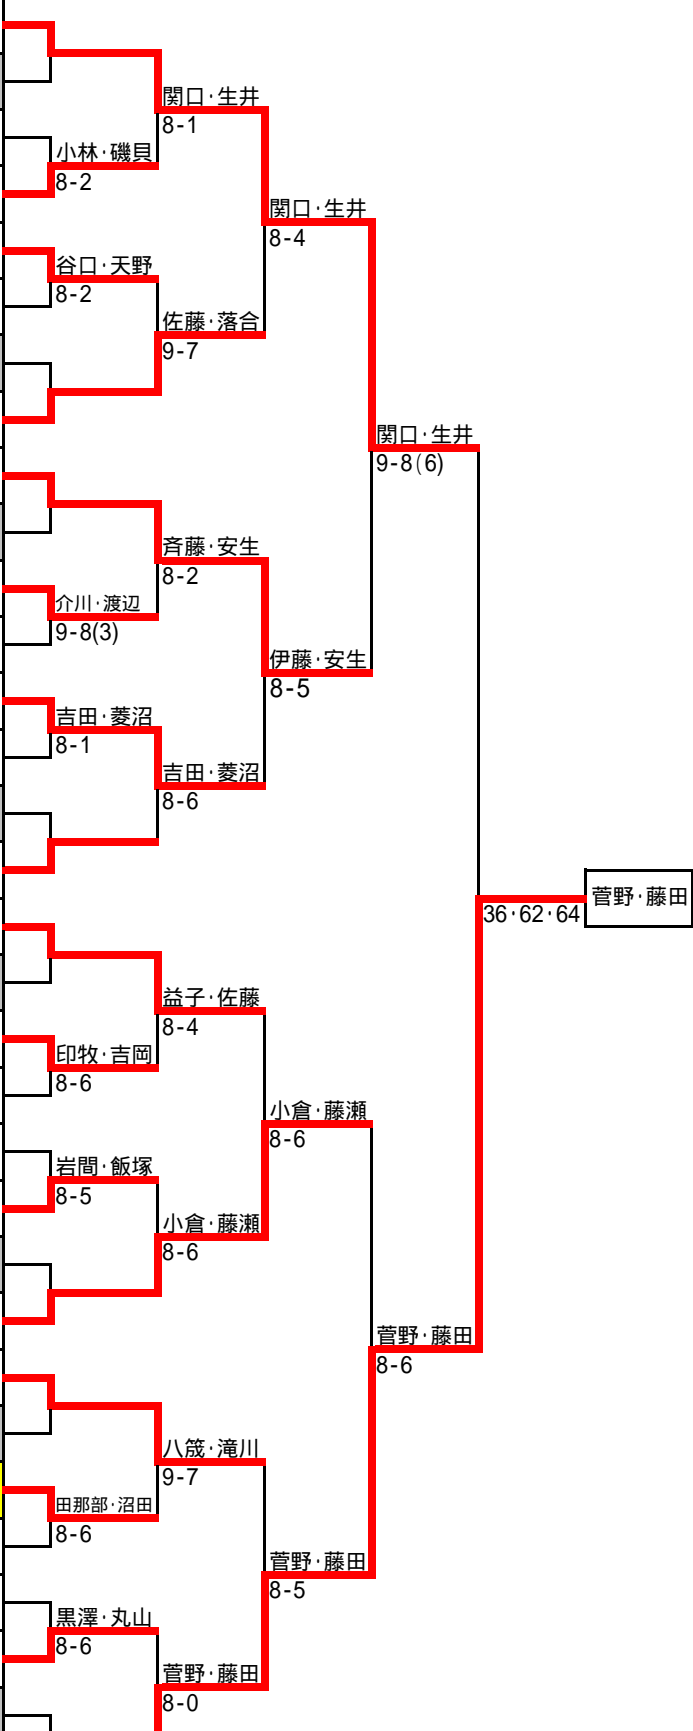 関口·生井
8-1
小林·磯貝
8-2
関口·生井
8-4
谷口·天野
8-2
佐藤·落合
9-7
関口·生井
9-8(6)
斉藤·安生
8-2
介川·渡辺
9-8(3)
伊藤·安生
8-5
吉田·菱沼
8-1
吉田·菱沼
8-6
菅野·藤田
36·62·64
益子·佐藤
8-4
印牧·吉岡
8-6
小倉·藤瀬
8-6
岩間·飯塚
8-5
小倉·藤瀬
8-6
菅野·藤田
8-6
八筬·滝川
9-7
田那部·沼田
8-6
菅野·藤田
8-5
黒澤·丸山
8-6
菅野·藤田
8-0